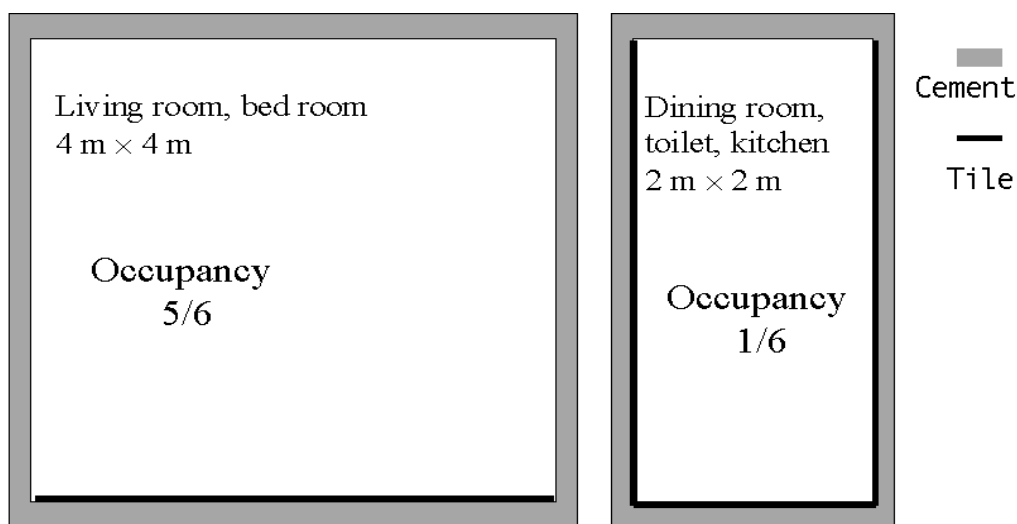 Living room, bed room
4 m × 4 m
Occupancy
5/6
Dining room,
toilet, kitchen
2 m × 2 m
Occupancy
1/6
Cement
Tile